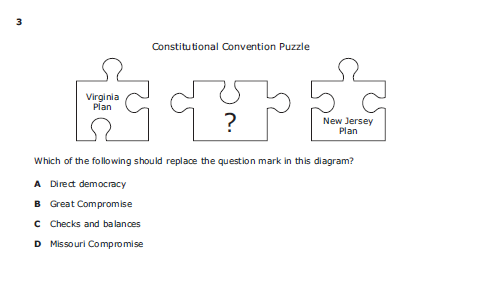 3
Constitutional Convention Puzzle
Virginia
Plan
?
New Jersey
Plan
Which of the following should replace the question mark in this diagram?
A Direct democracy
B Great Compromise
C Checks and balances
D Missouri Compromise